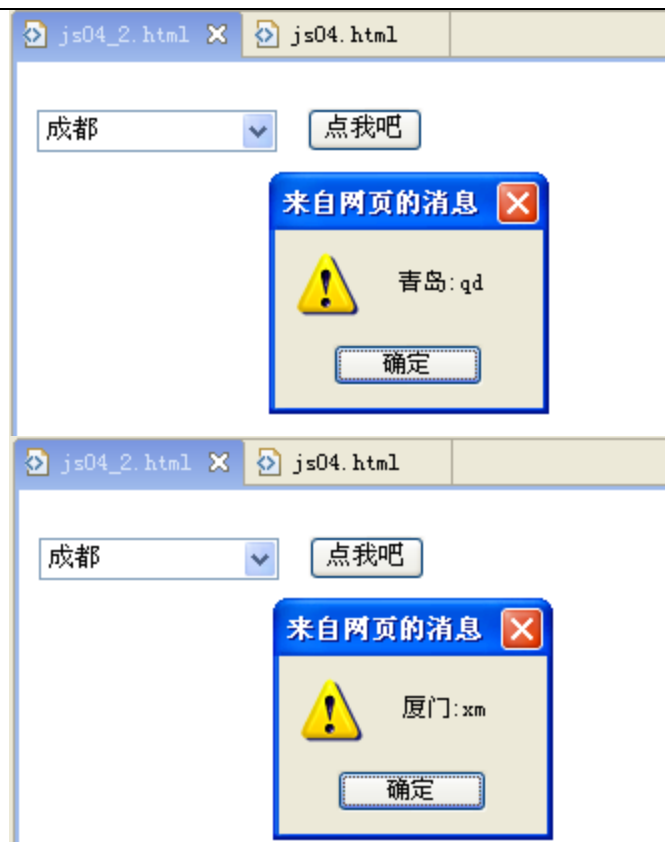 js04_2.html js04.html
成都 点我吧
来自网页的消息
青岛:qd
确定
js04_2.html js04.html
成都 点我吧
来自网页的消息
厦门:xm
确定